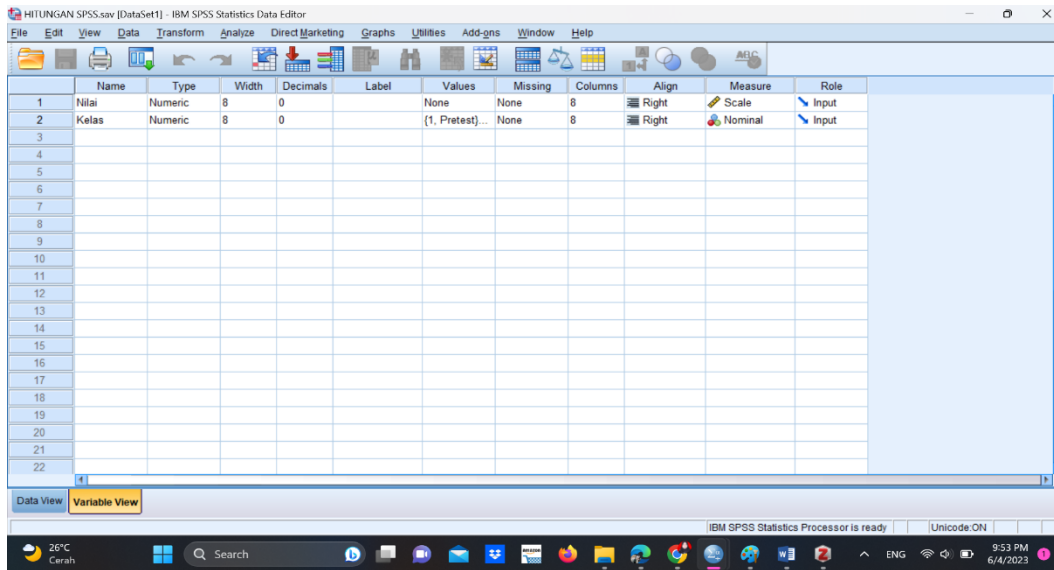 HITUNGAN SPSS.sav [DataSet1] - IBM SPSS Statistics Data Editor
File Edit View Data Transform Analyze Direct Marketing Graphs Utilities Add-ons Window Help
Name Type Width Decimals Label Values Missing Columns Align Measure Role
1 Nilai Numeric 8 0 None None 8 Right Scale Input
2 Kelas Numeric 8 0 {1, Pretest}... None 8 Right Nominal Input
3
4
5
6
7
8
9
10
11
12
13
14
15
16
17
18
19
20
21
22
Data View Variable View
IBM SPSS Statistics Processor is ready Unicode:ON
26°C
Cerah
Search
ENG
9:53 PM
6/4/2023
1